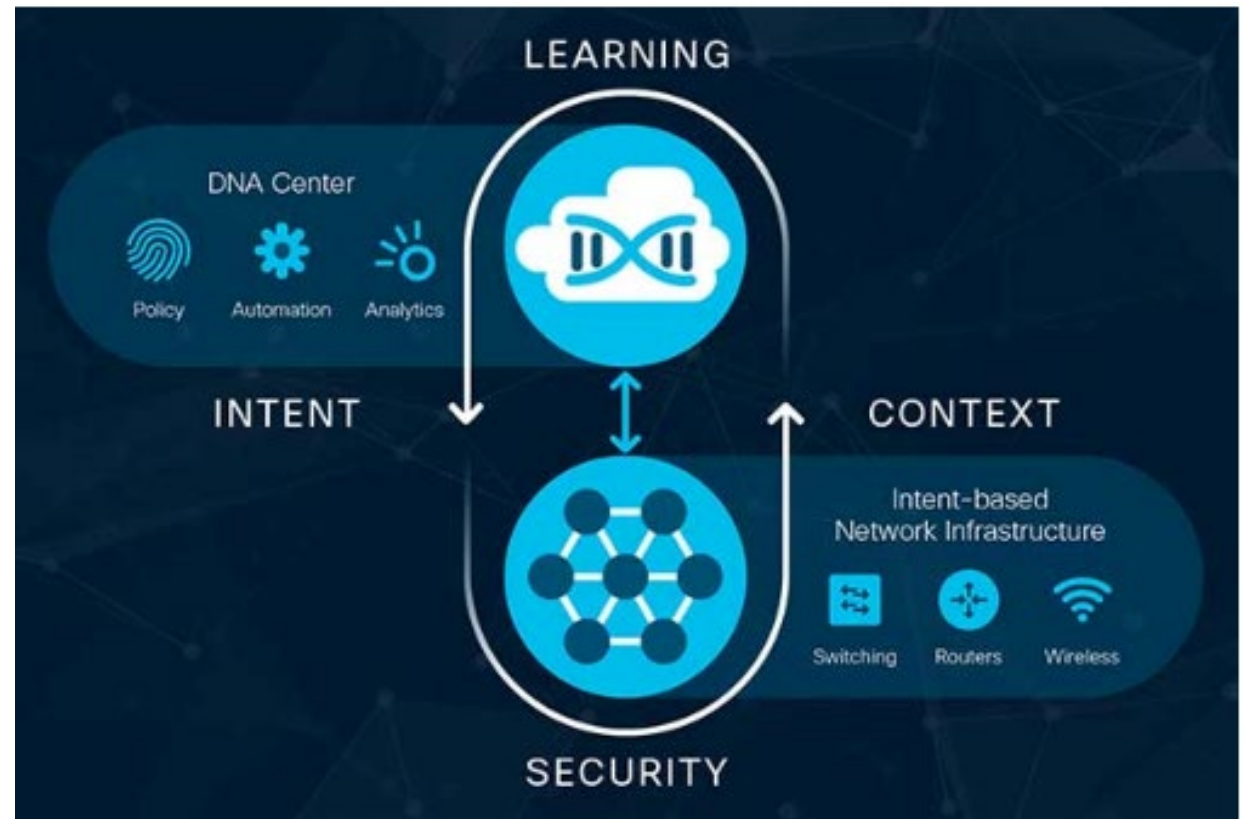 LEARNING
DNA Center
Policy Automation Analytics
INTENT
CONTEXT
Intent-based
Network Infrastructure
Switching Routers Wireless
SECURITY